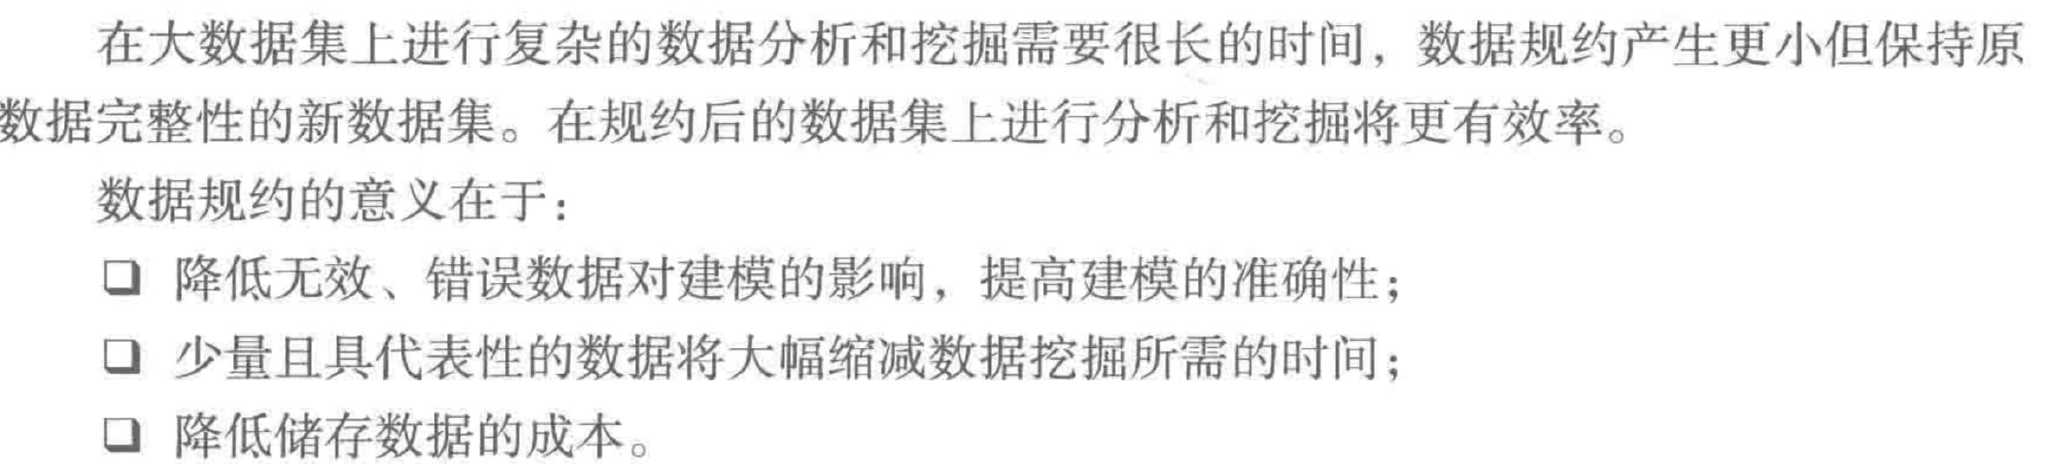 在大数据集上进行复杂的数据分析和挖掘需要很长的时间，数据规约产生更小但保持原
数据完整性的新数据集。在规约后的数据集上进行分析和挖掘将更有效率。
数据规约的意义在于：
❑ 降低无效、错误数据对建模的影响，提高建模的准确性；
❑ 少量且具代表性的数据将大幅缩减数据挖掘所需的时间；
❑ 降低储存数据的成本。